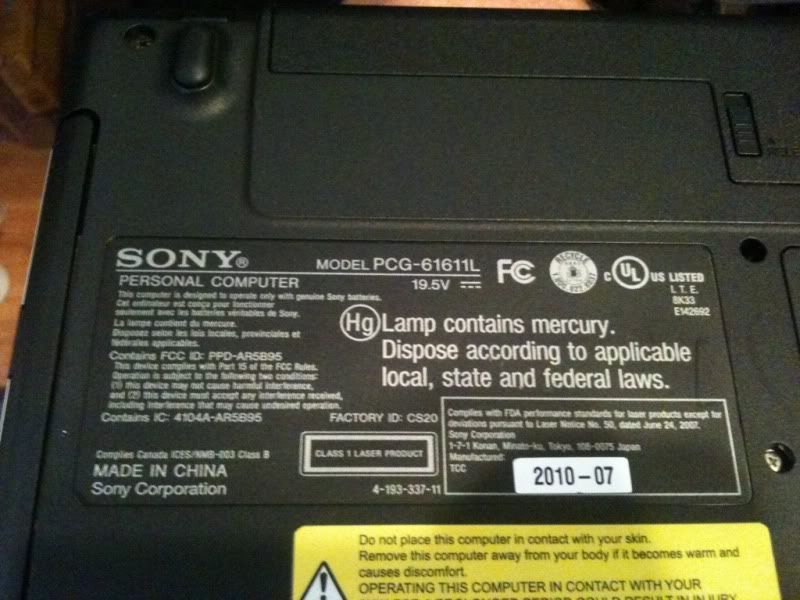 SONY®
MODEL PCG-61611L
19.5V
FC
RECYCLE
c UL US LISTED
I.T.E.
8K33
E142692
PERSONAL COMPUTER
This computer is designed to operate only with genuine Sony batteries.
Cet ordinateur est conçu pour fonctionner
seulement avec les batteries véritables de Sony.
La lampe contient du mercure.
Disposez selon les lois locales, provinciales et
fédérales applicables.
Hg Lamp contains mercury.
Dispose according to applicable
local, state and federal laws.
Contains FCC ID: PPD-AR5B95
This device complies with Part 15 of the FCC Rules.
Operation is subject to the following two conditions:
(1) this device may not cause harmful interference,
and (2) this device must accept any interference received,
including interference that may cause undesired operation.
Contains IC: 4104A-AR5B95
FACTORY ID: CS20
Complies Canada ICES/NMB-003 Class B
MADE IN CHINA
Sony Corporation
CLASS 1 LASER PRODUCT
4-193-337-11
Complies with FDA performance standards for laser products except for
deviations pursuant to Laser Notice No. 50, dated June 24, 2007.
Sony Corporation
1-7-1 Konan, Minato-ku, Tokyo, 108-0075 Japan
Manufactured:
TCC
2010-07
Do not place this computer in contact with your skin.
Remove this computer away from your body if it becomes warm and
causes discomfort.
OPERATING THIS COMPUTER IN CONTACT WITH YOUR